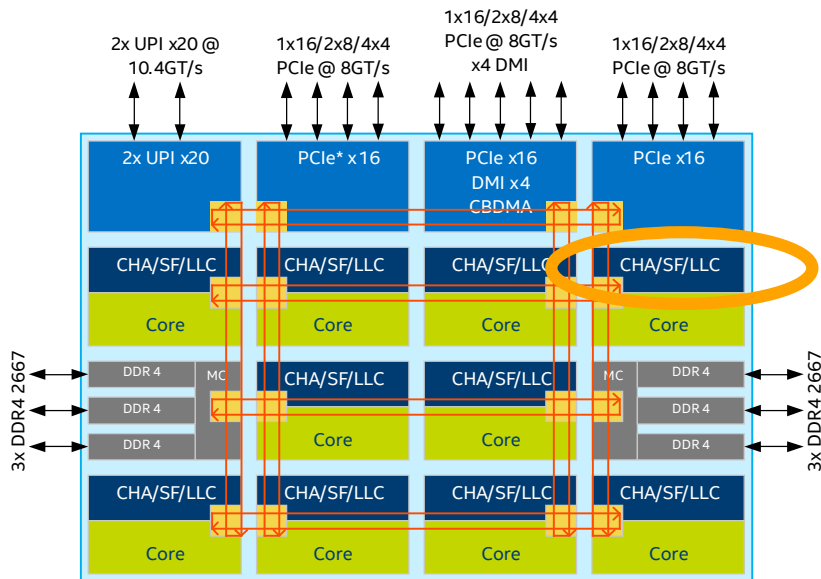 2x UPI x20 @
10.4GT/s
1x16/2x8/4x4
PCIe @ 8GT/s
1x16/2x8/4x4
PCIe @ 8GT/s
x4 DMI
1x16/2x8/4x4
PCIe @ 8GT/s
2x UPI x20
PCIe* x16
PCIe x16
DMI x4
CBDMA
PCIe x16
CHA/SF/LLC
CHA/SF/LLC
CHA/SF/LLC
CHA/SF/LLC
Core
Core
Core
Core
3x DDR4 2667
DDR 4
DDR 4
DDR 4
MC
CHA/SF/LLC
Core
CHA/SF/LLC
Core
MC
DDR 4
DDR 4
DDR 4
3x DDR4 2667
CHA/SF/LLC
CHA/SF/LLC
CHA/SF/LLC
CHA/SF/LLC
Core
Core
Core
Core